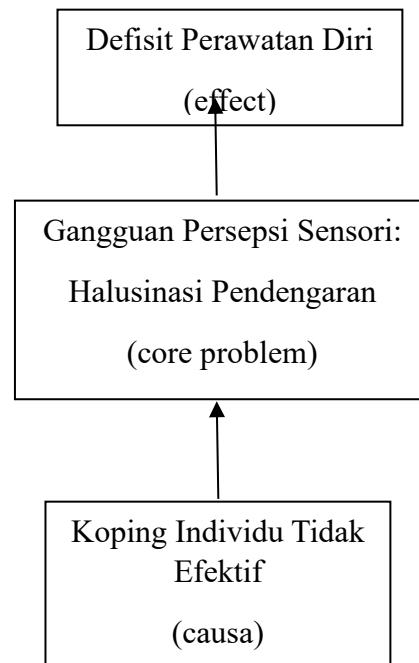 Defisit Perawatan Diri
(effect)
Gangguan Persepsi Sensori:
Halusinasi Pendengaran
(core problem)
Koping Individu Tidak
Efektif
(causa)